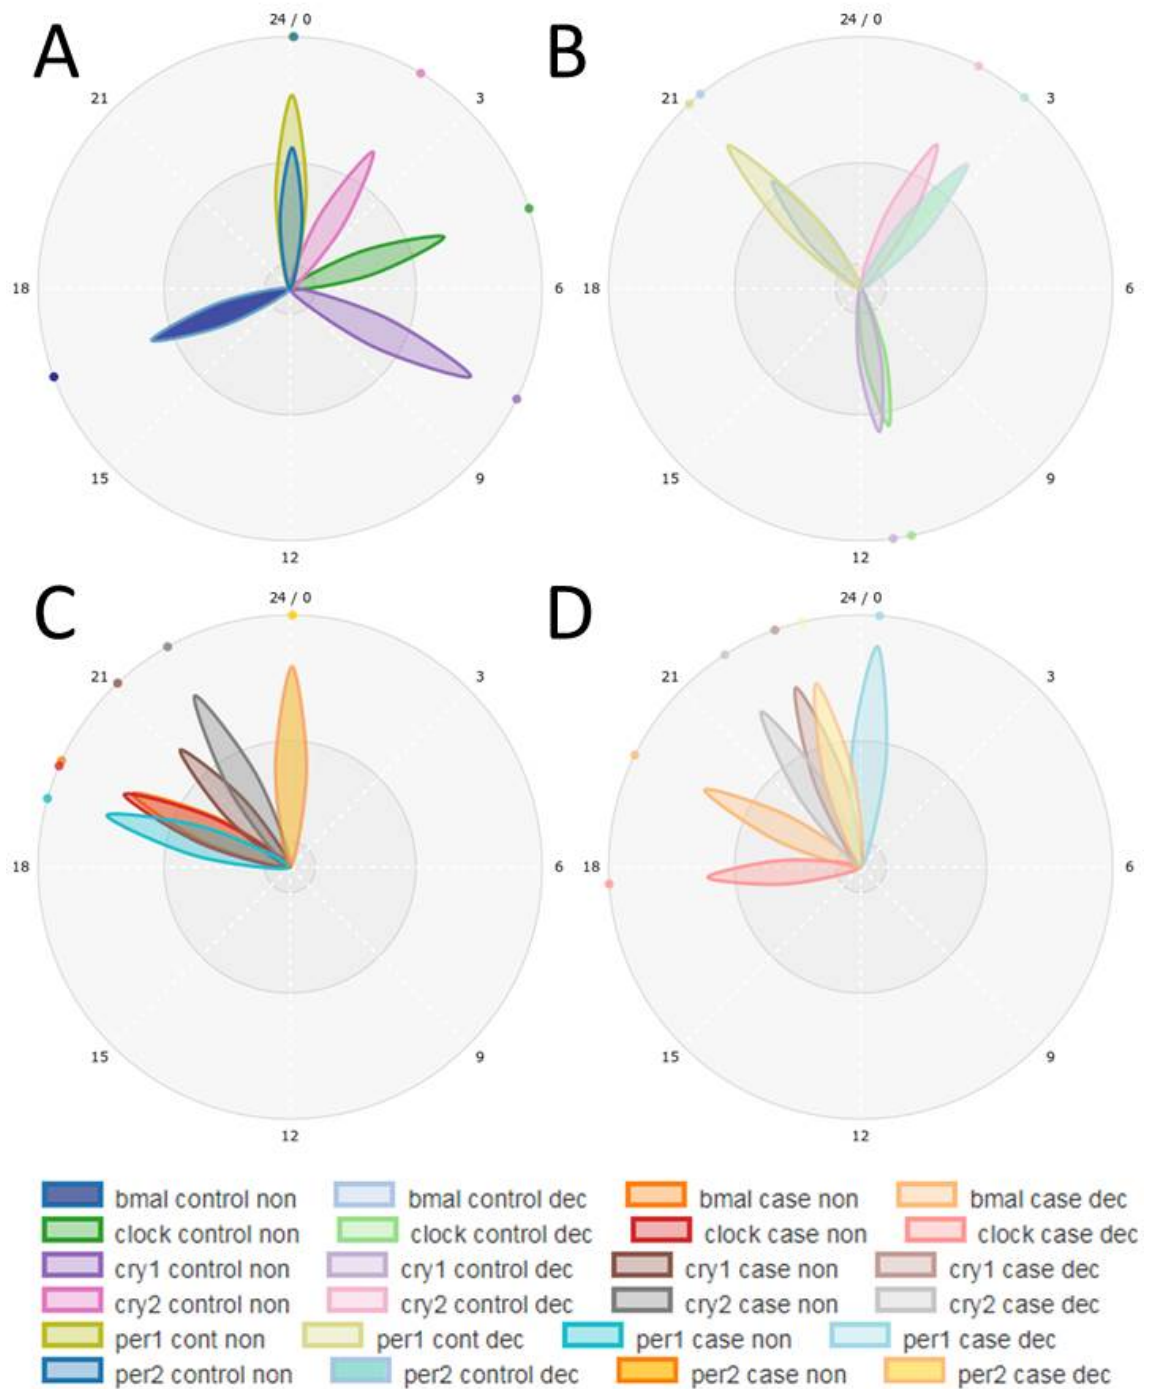 A
B
24 / 0
24 / 0
21
3
21
3
18
6
18
6
15
9
15
9
12
12
C
D
24 / 0
24 / 0
21
3
21
3
18
6
18
6
15
9
15
9
12
12
bmal control non
bmal control dec
bmal case non
bmal case dec
clock control non
clock control dec
clock case non
clock case dec
cry1 control non
cry1 control dec
cry1 case non
cry1 case dec
cry2 control non
cry2 control dec
cry2 case non
cry2 case dec
per1 cont non
per1 cont dec
per1 case non
per1 case dec
per2 control non
per2 control dec
per2 case non
per2 case dec